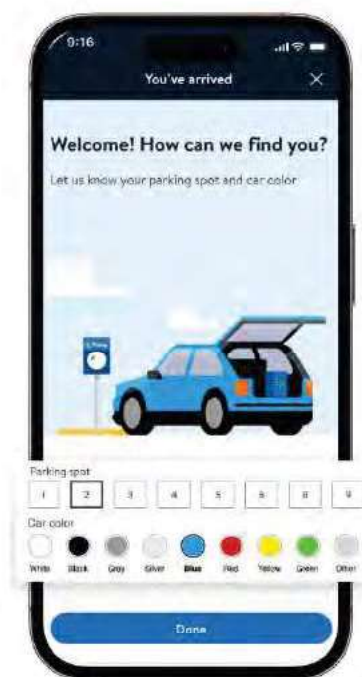 9:16
You've arrived
Welcome! How can we find you?
Let us know your parking spot and car color
Parking spot
1 2 3 4 5 6 8 9
Car color
White Black Gray Silver Blue Red Yellow Green Other
Done